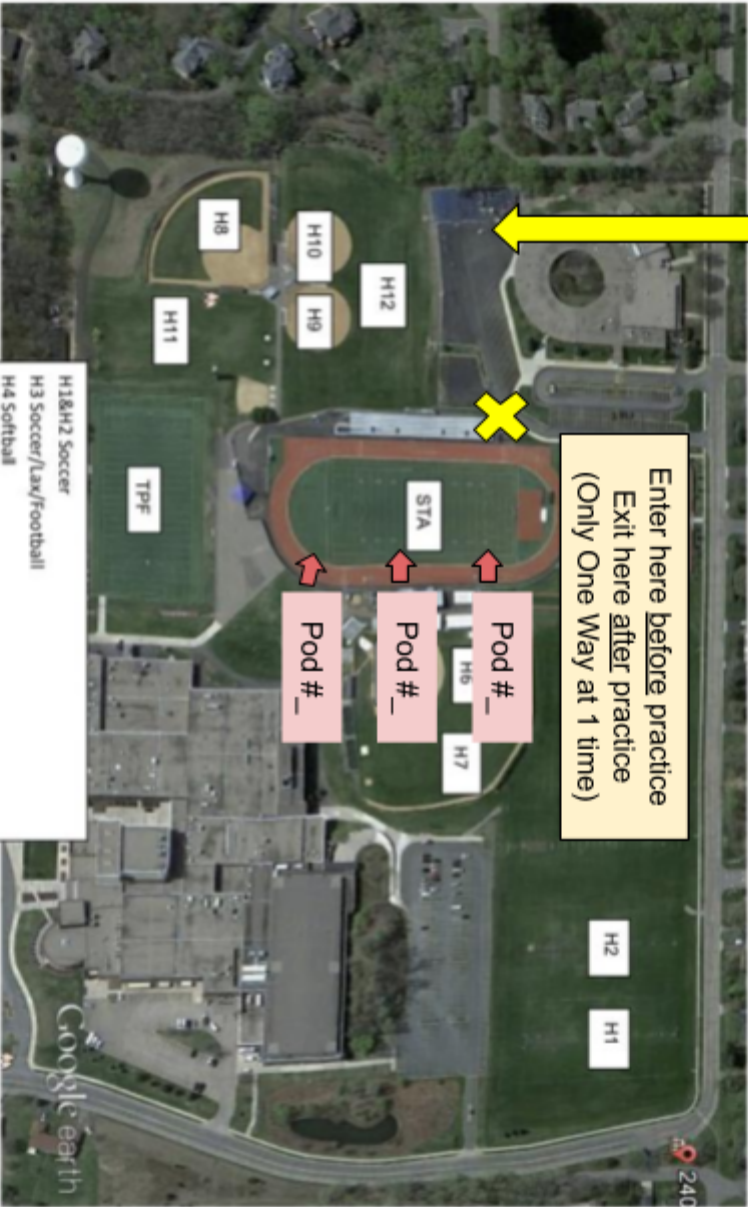 240
Enter here before practice
Exit here after practice
(Only One Way at 1 time)
H2
H1
Pod #_
Pod #_
Pod #_
H6
H7
STA
H12
H10
H9
H8
H11
TPF
H1&H2 Soccer
H3 Soccer/Lax/Football
H4 Softball
Google earth